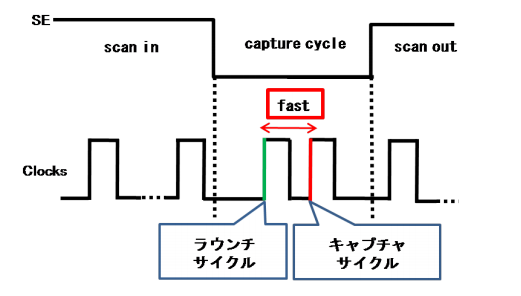 SE
scan in
capture cycle
scan out
fast
Clocks
ラウンチ
サイクル
キャプチャ
サイクル